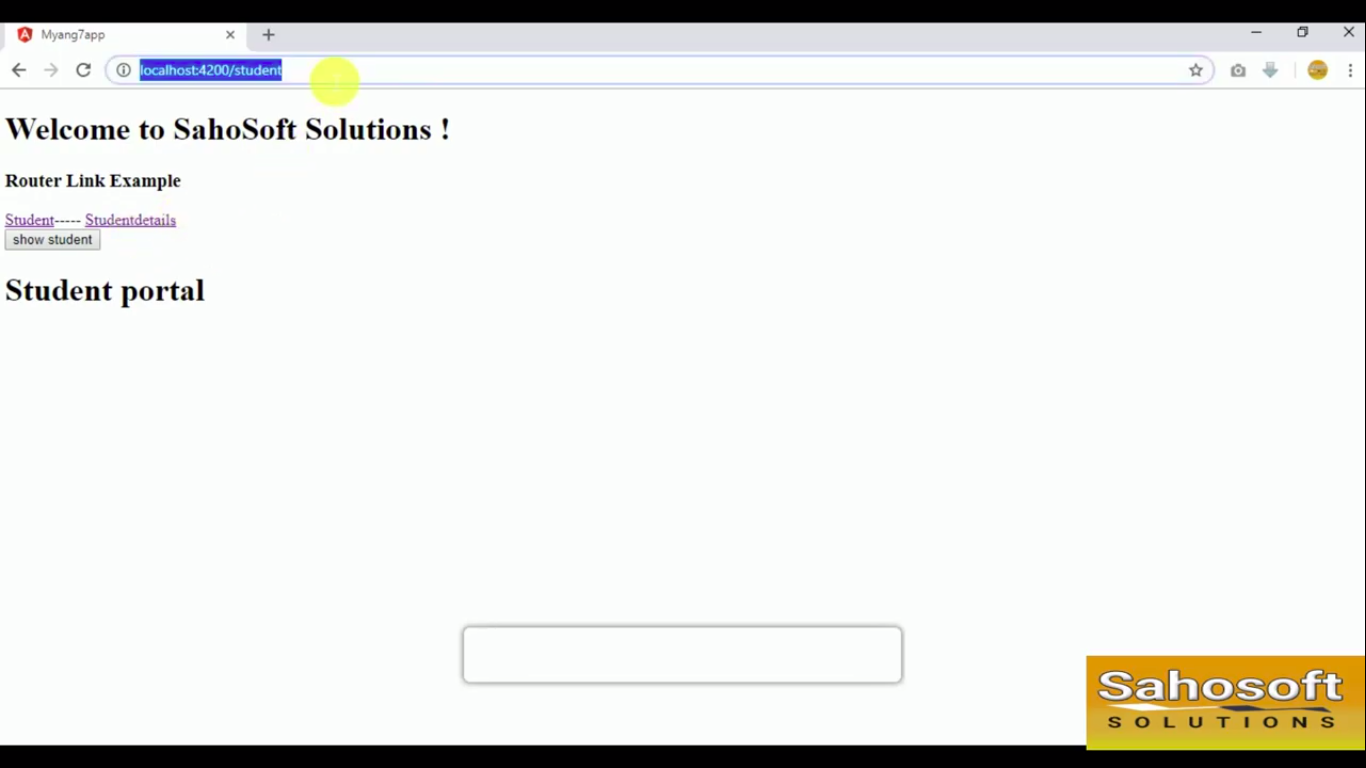 Myang7app
localhost:4200/student
Welcome to SahoSoft Solutions !
Router Link Example
Student----- Studentdetails
show student
Student portal
Sahosoft
SOLUTIONS